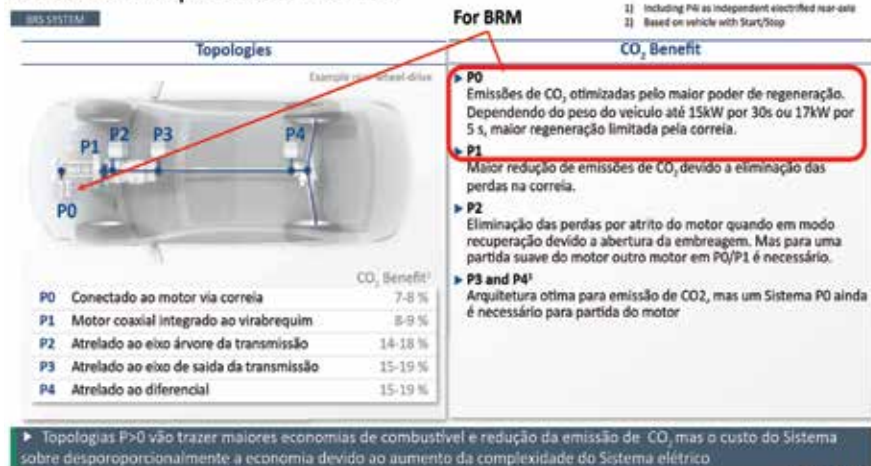 For BRM
1) Including P4i as independent electrified rear-axle
2) Based on vehicle with Start/Stop
BRS SYSTEM
Topologies
Example wheel-drive
P1 P2 P3 P4
P0
CO2 Benefit²
P0 Conectado ao motor via correia 7-8 %
P1 Motor coaxial integrado ao virabrequim 8-9 %
P2 Atrelado ao eixo árvore da transmissão 14-18 %
P3 Atrelado ao eixo de saida da transmissão 15-19 %
P4 Atrelado ao diferencial 15-19 %
CO2 Benefit
▶ P0
Emissões de CO2 otimizadas pelo maior poder de regeneração.
Dependendo do peso do veículo até 15kW por 30s ou 17kW por
5 s, maior regeneração limitada pela correia.
▶ P1
Maior redução de emissões de CO2 devido a eliminação das
perdas na correia.
▶ P2
Eliminação das perdas por atrito do motor quando em modo
recuperação devido a abertura da embreagem. Mas para uma
partida suave do motor outro motor em P0/P1 é necessário.
▶ P3 and P4¹
Arquitetura otima para emissão de CO2, mas um Sistema P0 ainda
é necessário para partida do motor
▶ Topologias P>0 vão trazer maiores economias de combustível e redução da emissão de CO2 mas o custo do Sistema
sobre desporoporcionalmente a economia devido ao aumento da complexidade do Sistema elétrico